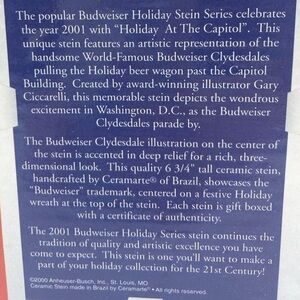 The popular Budweiser Holiday Stein Series celebrates
the year 2001 with "Holiday At The Capitol". This
unique stein features an artistic representation of the
handsome World-Famous Budweiser Clydesdales
pulling the Holiday beer wagon past the Capitol
Building. Created by award-winning illustrator Gary
Ciccarelli, this memorable stein depicts the wondrous
excitement in Washington, D.C., as the Budweiser
Clydesdales parade by.
The Budweiser Clydesdale illustration on the center of
the stein is accented in deep relief for a rich, three-
dimensional look. This quality 6 3/4" tall ceramic stein,
handcrafted by Ceramarte® of Brazil, showcases the
"Budweiser" trademark, centered on a festive Holiday
wreath at the top of the stein. Each stein is gift boxed
with a certificate of authenticity.
The 2001 Budweiser Holiday Series stein continues the
tradition of quality and artistic excellence you have
come to expect. This stein is one you'll want to make a
part of your holiday collection for the 21st Century!
©2000 Anheuser-Busch, Inc., St. Louis, MO
Ceramic Stein made in Brazil by Ceramarte® • All rights reserved.